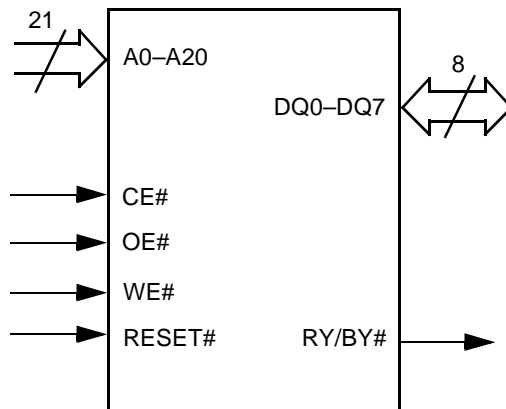 21
A0–A20
8
DQ0–DQ7
CE#
OE#
WE#
RESET#
RY/BY#